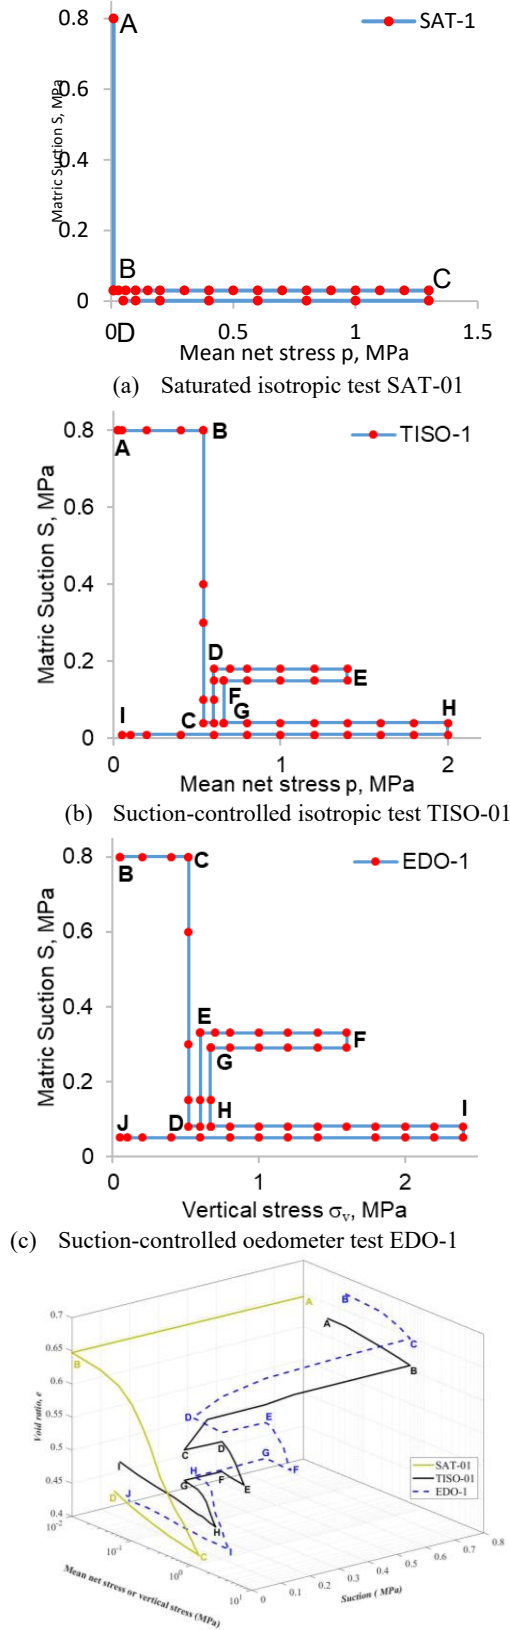 0.8
A
SAT-1
0.6
Matric Suction S, MPa
0.4
0.2
B
C
0
0
D
0.5
1
1.5
Mean net stress p, MPa
(a) Saturated isotropic test SAT-01
0.8
A
B
TISO-1
0.6
Matric Suction S, MPa
0.4
0.2
D
E
F
I
C
G
H
0
0
1
2
Mean net stress p, MPa
(b) Suction-controlled isotropic test TISO-01
0.8
B
C
EDO-1
0.6
Matric Suction S, MPa
0.4
E
F
G
0.2
J
D
H
I
0
0
1
2
Vertical stress σv, MPa
(c) Suction-controlled oedometer test EDO-1
0.7
0.65
0.6
0.55
0.5
0.45
0.4
Void ratio, e
A
B
A
B
C
B
D
E
C
D
G
H
F
F
G
E
D
J
H
I
C
SAT-01
TISO-01
EDO-1
10-2
10-1
100
101
Mean net stress or vertical stress (MPa)
0
0.1
0.2
0.3
0.4
0.5
0.6
0.7
0.8
Suction ( MPa)